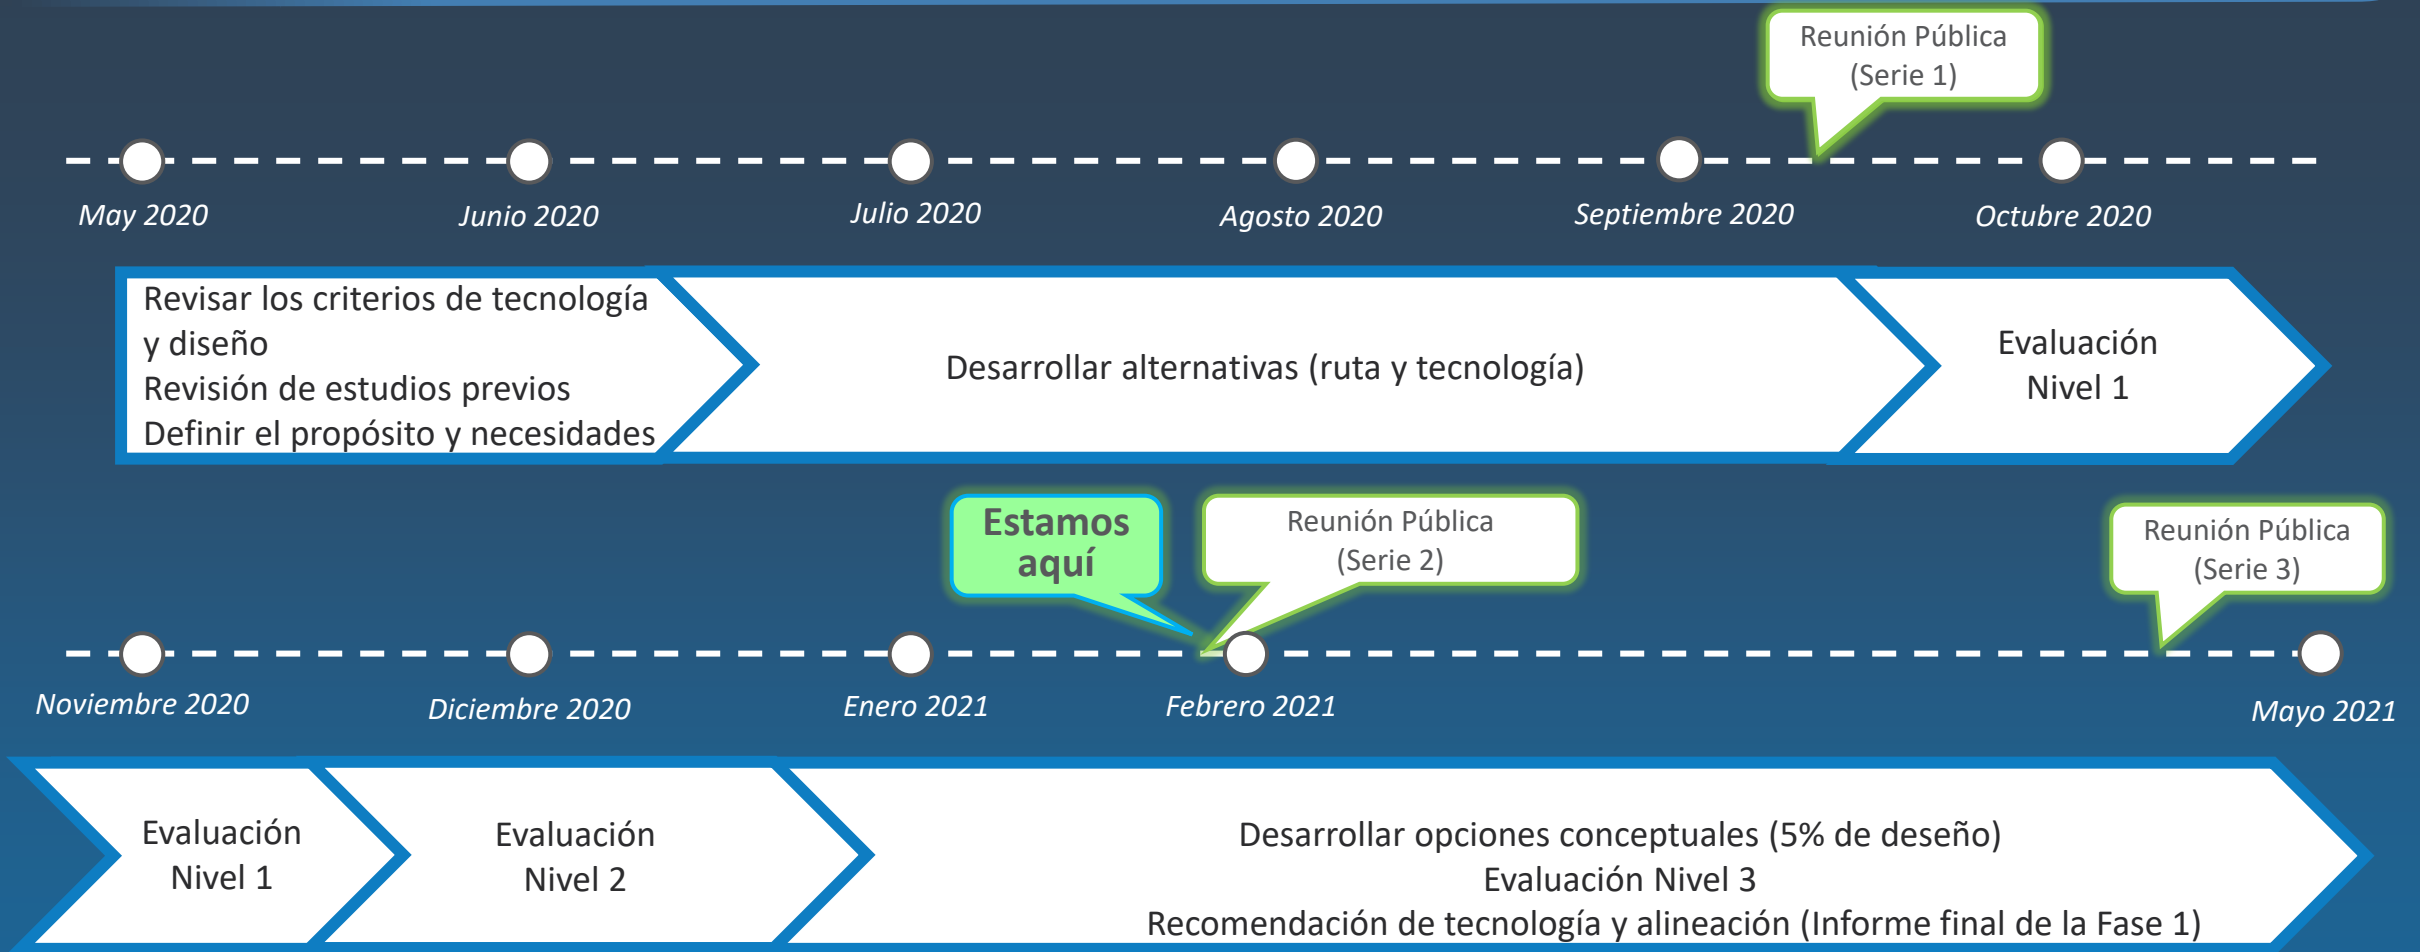 Reunión Pública
(Serie 1)
May 2020
Junio 2020
Julio 2020
Agosto 2020
Septiembre 2020
Octubre 2020
Revisar los criterios de tecnología
y diseño
Revisión de estudios previos
Definir el propósito y necesidades
Desarrollar alternativas (ruta y tecnología)
Evaluación
Nivel 1
Estamos
aquí
Reunión Pública
(Serie 2)
Reunión Pública
(Serie 3)
Noviembre 2020
Diciembre 2020
Enero 2021
Febrero 2021
Mayo 2021
Evaluación
Nivel 1
Evaluación
Nivel 2
Desarrollar opciones conceptuales (5% de deseño)
Evaluación Nivel 3
Recomendación de tecnología y alineación (Informe final de la Fase 1)